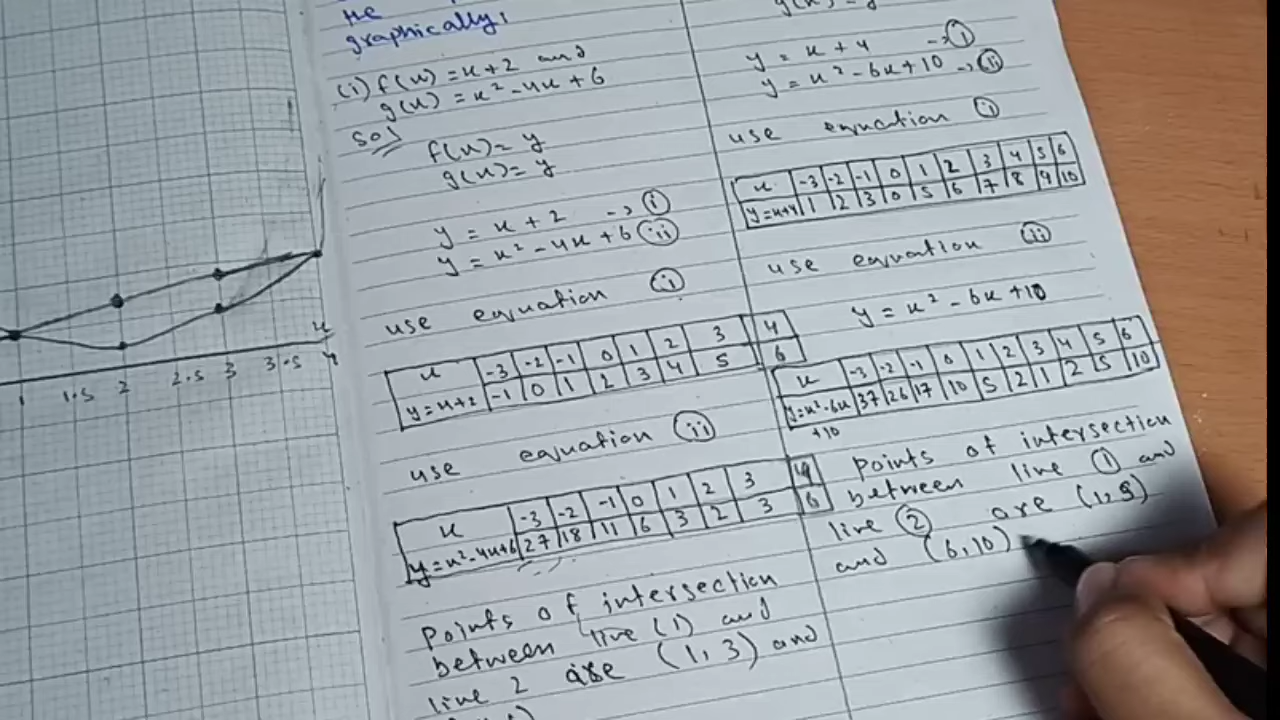 the
graphically,
(i) f(x) = x+2 and
g(x) = x² - 4x + 6
Sol
f(x) = y
g(x) = y
y = x + 2 → (i)
y = x² - 4x + 6 (ii)
use equation (i)
x -3 -2 -1 0 1 2 3 4
y = x+2 -1 0 1 2 3 4 5 6
use equation (ii)
x -3 -2 -1 0 1 2 3 4
y = x² - 4x + 6 27 18 11 6 3 2 3 6
points of intersection
between line (1) and
line 2 are (1, 3) and
y = x + 4 → (i)
y = x² - 6x + 10 → (ii)
use equation (i)
x -3 -2 -1 0 1 2 3 4 5 6
y = x+4 1 2 3 0 5 6 7 8 9 10
use equation (ii)
y = x² - 6x + 10
x -3 -2 -1 0 1 2 3 4 5 6
y = x² - 6x 37 26 17 10 5 2 1 2 5 10
+10
points of intersection
between line (1) and
line (2) are (1, 5)
and (6, 10)
x
1 1.5 2 2.5 3 3.5 4